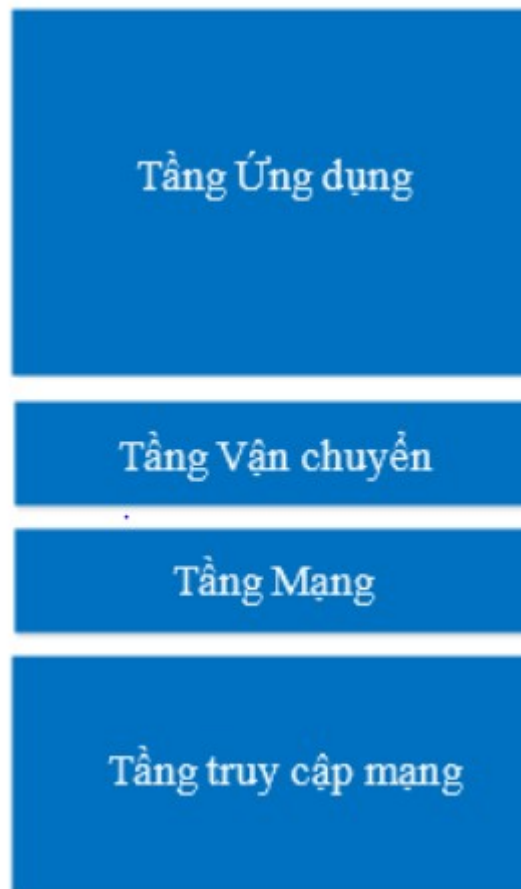 Tầng Ứng dụng
Tầng Vận chuyển
Tầng Mạng
Tầng truy cập mạng